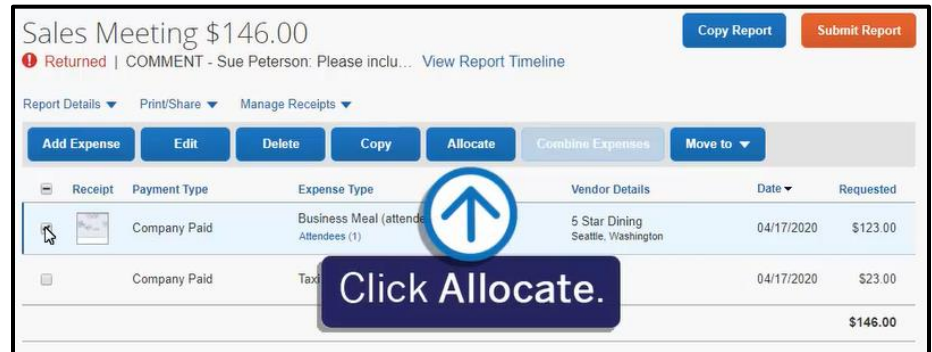 Sales Meeting $146.00
Copy Report
Submit Report
Returned | COMMENT - Sue Peterson: Please inclu... View Report Timeline
Report Details Print/Share Manage Receipts
Add Expense Edit Delete Copy Allocate Combine Expenses Move to
Receipt Payment Type Expense Type Vendor Details Date Requested
Company Paid Business Meal (attende 5 Star Dining 04/17/2020 $123.00
Attendees (1) Seattle, Washington
Company Paid Taxi 04/17/2020 $23.00
Click Allocate.
$146.00